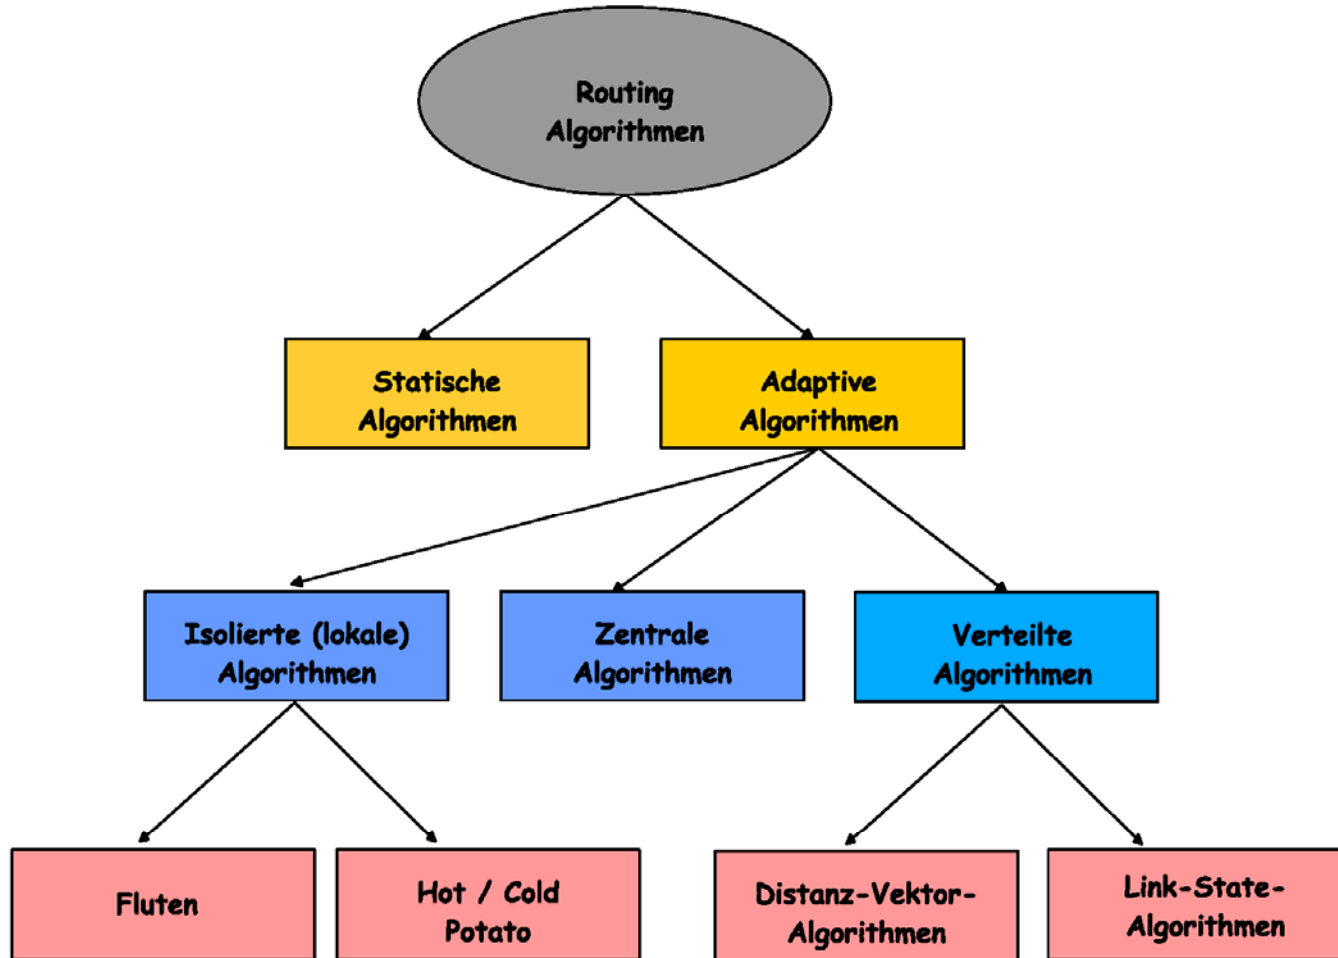 Routing
Algorithmen
Statische
Algorithmen
Adaptive
Algorithmen
Isolierte (lokale)
Algorithmen
Zentrale
Algorithmen
Verteilte
Algorithmen
Fluten
Hot / Cold
Potato
Distanz-Vektor-
Algorithmen
Link-State-
Algorithmen